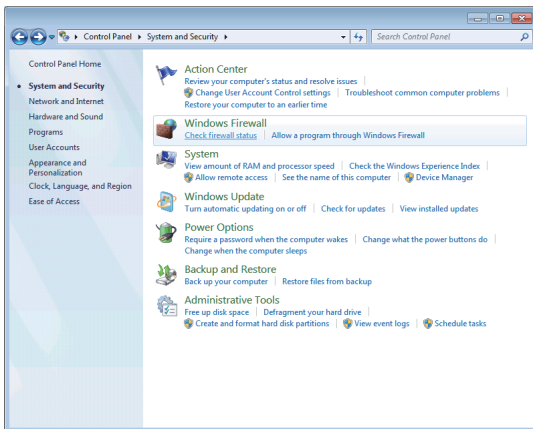 Control Panel System and Security
Search Control Panel
Control Panel Home
System and Security
Network and Internet
Hardware and Sound
Programs
User Accounts
Appearance and
Personalization
Clock, Language, and Region
Ease of Access
Action Center
Review your computer's status and resolve issues
Change User Account Control settings Troubleshoot common computer problems
Restore your computer to an earlier time
Windows Firewall
Check firewall status Allow a program through Windows Firewall
System
View amount of RAM and processor speed Check the Windows Experience Index
Allow remote access See the name of this computer Device Manager
Windows Update
Turn automatic updating on or off Check for updates View installed updates
Power Options
Require a password when the computer wakes Change what the power buttons do
Change when the computer sleeps
Backup and Restore
Back up your computer Restore files from backup
Administrative Tools
Free up disk space Defragment your hard drive
Create and format hard disk partitions View event logs Schedule tasks